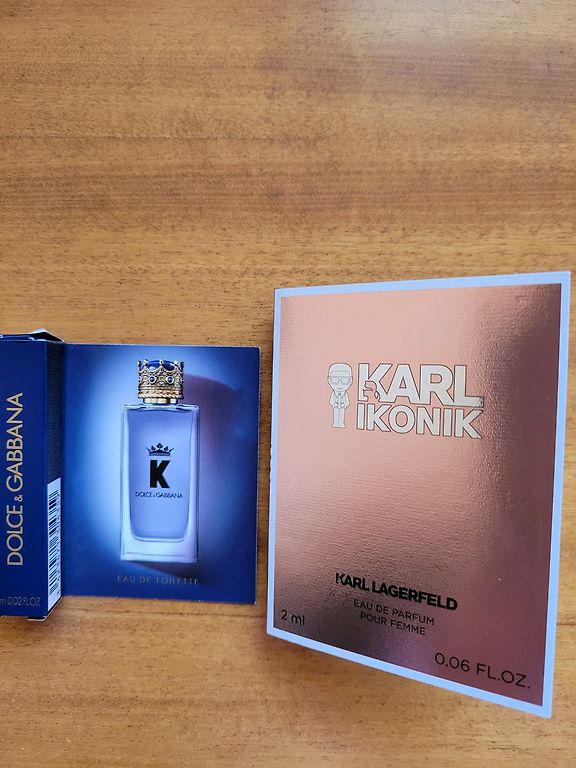 DOLCE & GABBANA
ml 0.02 FL.OZ
K
DOLCE & GABBANA
EAU DE TOILETTE
KARL
IKONIK
KARL LAGERFELD
EAU DE PARFUM
POUR FEMME
2 ml
0.06 FL.OZ.